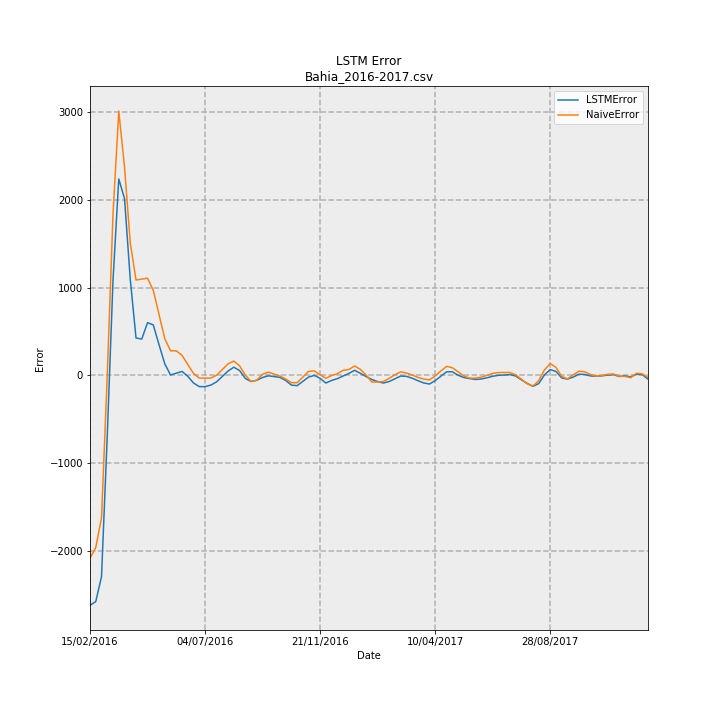 LSTM Error
Bahia_2016-2017.csv
LSTMError
NaiveError
3000
2000
1000
0
−1000
−2000
Error
15/02/2016
04/07/2016
21/11/2016
10/04/2017
28/08/2017
Date